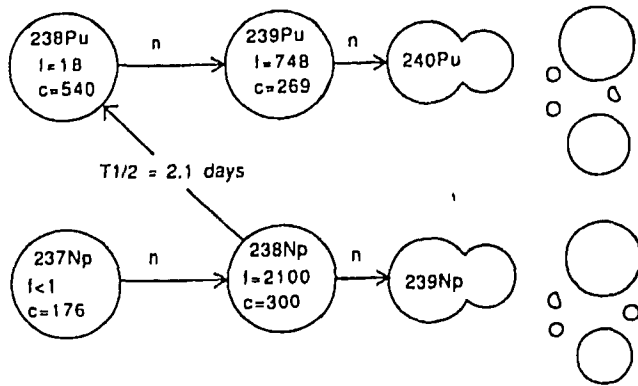 238Pu
f=18
c=540
n
239Pu
f=748
c=269
n
240Pu
T1/2 = 2.1 days
237Np
f<1
c=176
n
238Np
f=2100
c=300
n
239Np